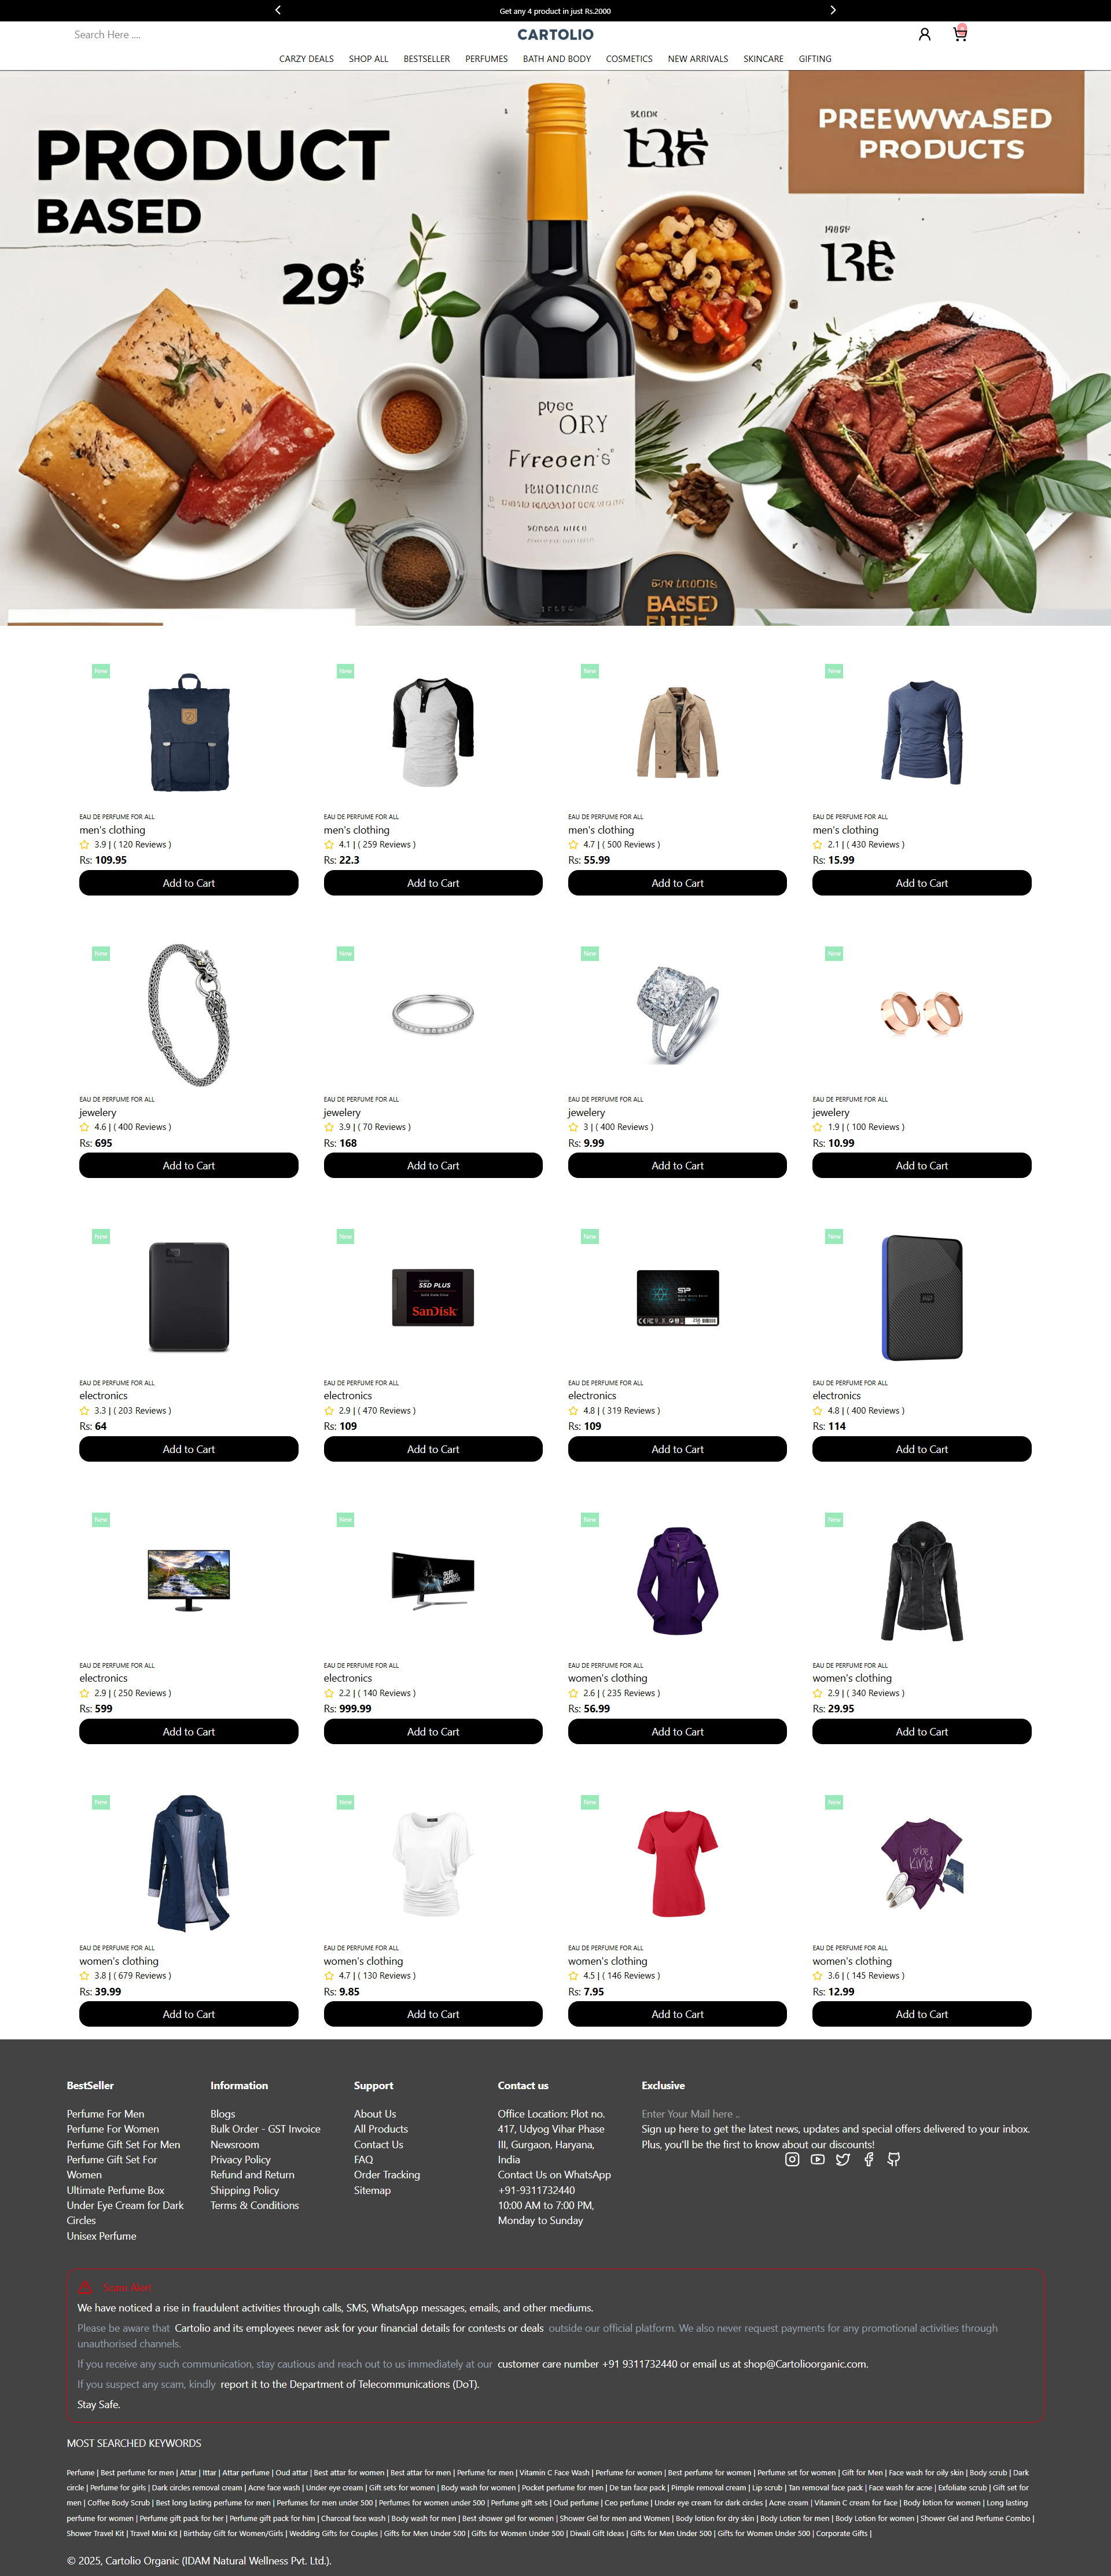 Get any 4 product in just Rs.2000
Search Here ....
CARTOLIO
CARZY DEALS SHOP ALL BESTSELLER PERFUMES BATH AND BODY COSMETICS NEW ARRIVALS SKINCARE GIFTING
PRODUCT
BASED
29$
PREEWWASED
PRODUCTS
ORY
BASED
New New New New
EAU DE PERFUME FOR ALL EAU DE PERFUME FOR ALL EAU DE PERFUME FOR ALL EAU DE PERFUME FOR ALL
men's clothing men's clothing men's clothing men's clothing
3.9 | ( 120 Reviews ) 4.1 | ( 259 Reviews ) 4.7 | ( 500 Reviews ) 2.1 | ( 430 Reviews )
Rs: 109.95 Rs: 22.3 Rs: 55.99 Rs: 15.99
Add to Cart Add to Cart Add to Cart Add to Cart
New New New New
EAU DE PERFUME FOR ALL EAU DE PERFUME FOR ALL EAU DE PERFUME FOR ALL EAU DE PERFUME FOR ALL
jewelery jewelery jewelery jewelery
4.6 | ( 400 Reviews ) 3.9 | ( 70 Reviews ) 3 | ( 400 Reviews ) 1.9 | ( 100 Reviews )
Rs: 695 Rs: 168 Rs: 9.99 Rs: 10.99
Add to Cart Add to Cart Add to Cart Add to Cart
New New New New
SSD PLUS
SanDisk
SP
WD
EAU DE PERFUME FOR ALL EAU DE PERFUME FOR ALL EAU DE PERFUME FOR ALL EAU DE PERFUME FOR ALL
electronics electronics electronics electronics
3.3 | ( 203 Reviews ) 2.9 | ( 470 Reviews ) 4.8 | ( 319 Reviews ) 4.8 | ( 400 Reviews )
Rs: 64 Rs: 109 Rs: 109 Rs: 114
Add to Cart Add to Cart Add to Cart Add to Cart
New New New New
QLED
GAMING
MONITOR
EAU DE PERFUME FOR ALL EAU DE PERFUME FOR ALL EAU DE PERFUME FOR ALL EAU DE PERFUME FOR ALL
electronics electronics women's clothing women's clothing
2.9 | ( 250 Reviews ) 2.2 | ( 140 Reviews ) 2.6 | ( 235 Reviews ) 2.9 | ( 340 Reviews )
Rs: 599 Rs: 999.99 Rs: 56.99 Rs: 29.95
Add to Cart Add to Cart Add to Cart Add to Cart
New New New New
be
kind
EAU DE PERFUME FOR ALL EAU DE PERFUME FOR ALL EAU DE PERFUME FOR ALL EAU DE PERFUME FOR ALL
women's clothing women's clothing women's clothing women's clothing
3.8 | ( 679 Reviews ) 4.7 | ( 130 Reviews ) 4.5 | ( 146 Reviews ) 3.6 | ( 145 Reviews )
Rs: 39.99 Rs: 9.85 Rs: 7.95 Rs: 12.99
Add to Cart Add to Cart Add to Cart Add to Cart
BestSeller
Perfume For Men
Perfume For Women
Perfume Gift Set For Men
Perfume Gift Set For
Women
Ultimate Perfume Box
Under Eye Cream for Dark
Circles
Unisex Perfume
Information
Blogs
Bulk Order - GST Invoice
Newsroom
Privacy Policy
Refund and Return
Shipping Policy
Terms & Conditions
Support
About Us
All Products
Contact Us
FAQ
Order Tracking
Sitemap
Contact us
Office Location: Plot no.
417, Udyog Vihar Phase
III, Gurgaon, Haryana,
India
Contact Us on WhatsApp
+91-9311732440
10:00 AM to 7:00 PM,
Monday to Sunday
Exclusive
Enter Your Mail here ..
Sign up here to get the latest news, updates and special offers delivered to your inbox.
Plus, you'll be the first to know about our discounts!
Scam Alert
We have noticed a rise in fraudulent activities through calls, SMS, WhatsApp messages, emails, and other mediums.
Please be aware that Cartolio and its employees never ask for your financial details for contests or deals outside our official platform. We also never request payments for any promotional activities through
unauthorised channels.
If you receive any such communication, stay cautious and reach out to us immediately at our customer care number +91 9311732440 or email us at shop@Cartolioorganic.com.
If you suspect any scam, kindly report it to the Department of Telecommunications (DoT).
Stay Safe.
MOST SEARCHED KEYWORDS
Perfume | Best perfume for men | Attar | Ittar | Attar perfume | Oud attar | Best attar for women | Best attar for men | Perfume for men | Vitamin C Face Wash | Perfume for women | Best perfume for women | Perfume set for women | Gift for Men | Face wash for oily skin | Body scrub | Dark
circle | Perfume for girls | Dark circles removal cream | Acne face wash | Under eye cream | Gift sets for women | Body wash for women | Pocket perfume for men | De tan face pack | Pimple removal cream | Lip scrub | Tan removal face pack | Face wash for acne | Exfoliate scrub | Gift set for
men | Coffee Body Scrub | Best long lasting perfume for men | Perfumes for men under 500 | Perfumes for women under 500 | Perfume gift sets | Oud perfume | Ceo perfume | Under eye cream for dark circles | Acne cream | Vitamin C cream for face | Body lotion for women | Long lasting
perfume for women | Perfume gift pack for her | Perfume gift pack for him | Charcoal face wash | Body wash for men | Best shower gel for women | Shower Gel for men and Women | Body lotion for dry skin | Body Lotion for men | Body Lotion for women | Shower Gel and Perfume Combo |
Shower Travel Kit | Travel Mini Kit | Birthday Gift for Women/Girls | Wedding Gifts for Couples | Gifts for Men Under 500 | Gifts for Women Under 500 | Diwali Gift Ideas | Gifts for Men Under 500 | Gifts for Women Under 500 | Corporate Gifts |
© 2025, Cartolio Organic (IDAM Natural Wellness Pvt. Ltd.).